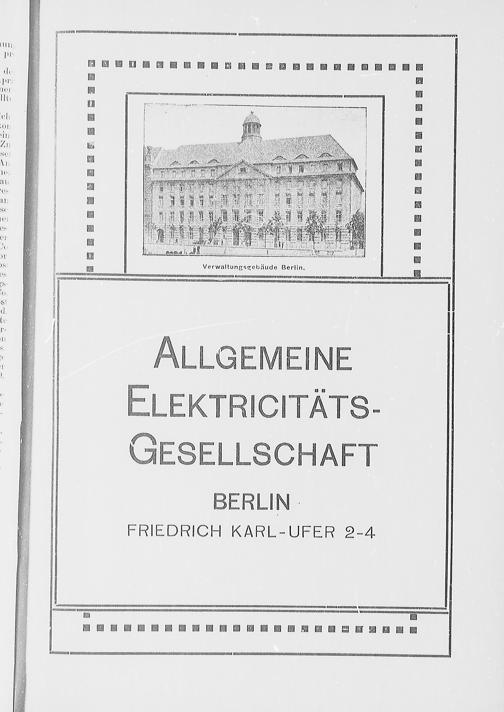 Verwaltungsgebäude Berlin.
ALLGEMEINE
ELEKTRICITÄTS-
GESELLSCHAFT
BERLIN
FRIEDRICH KARL-UFER 2-4